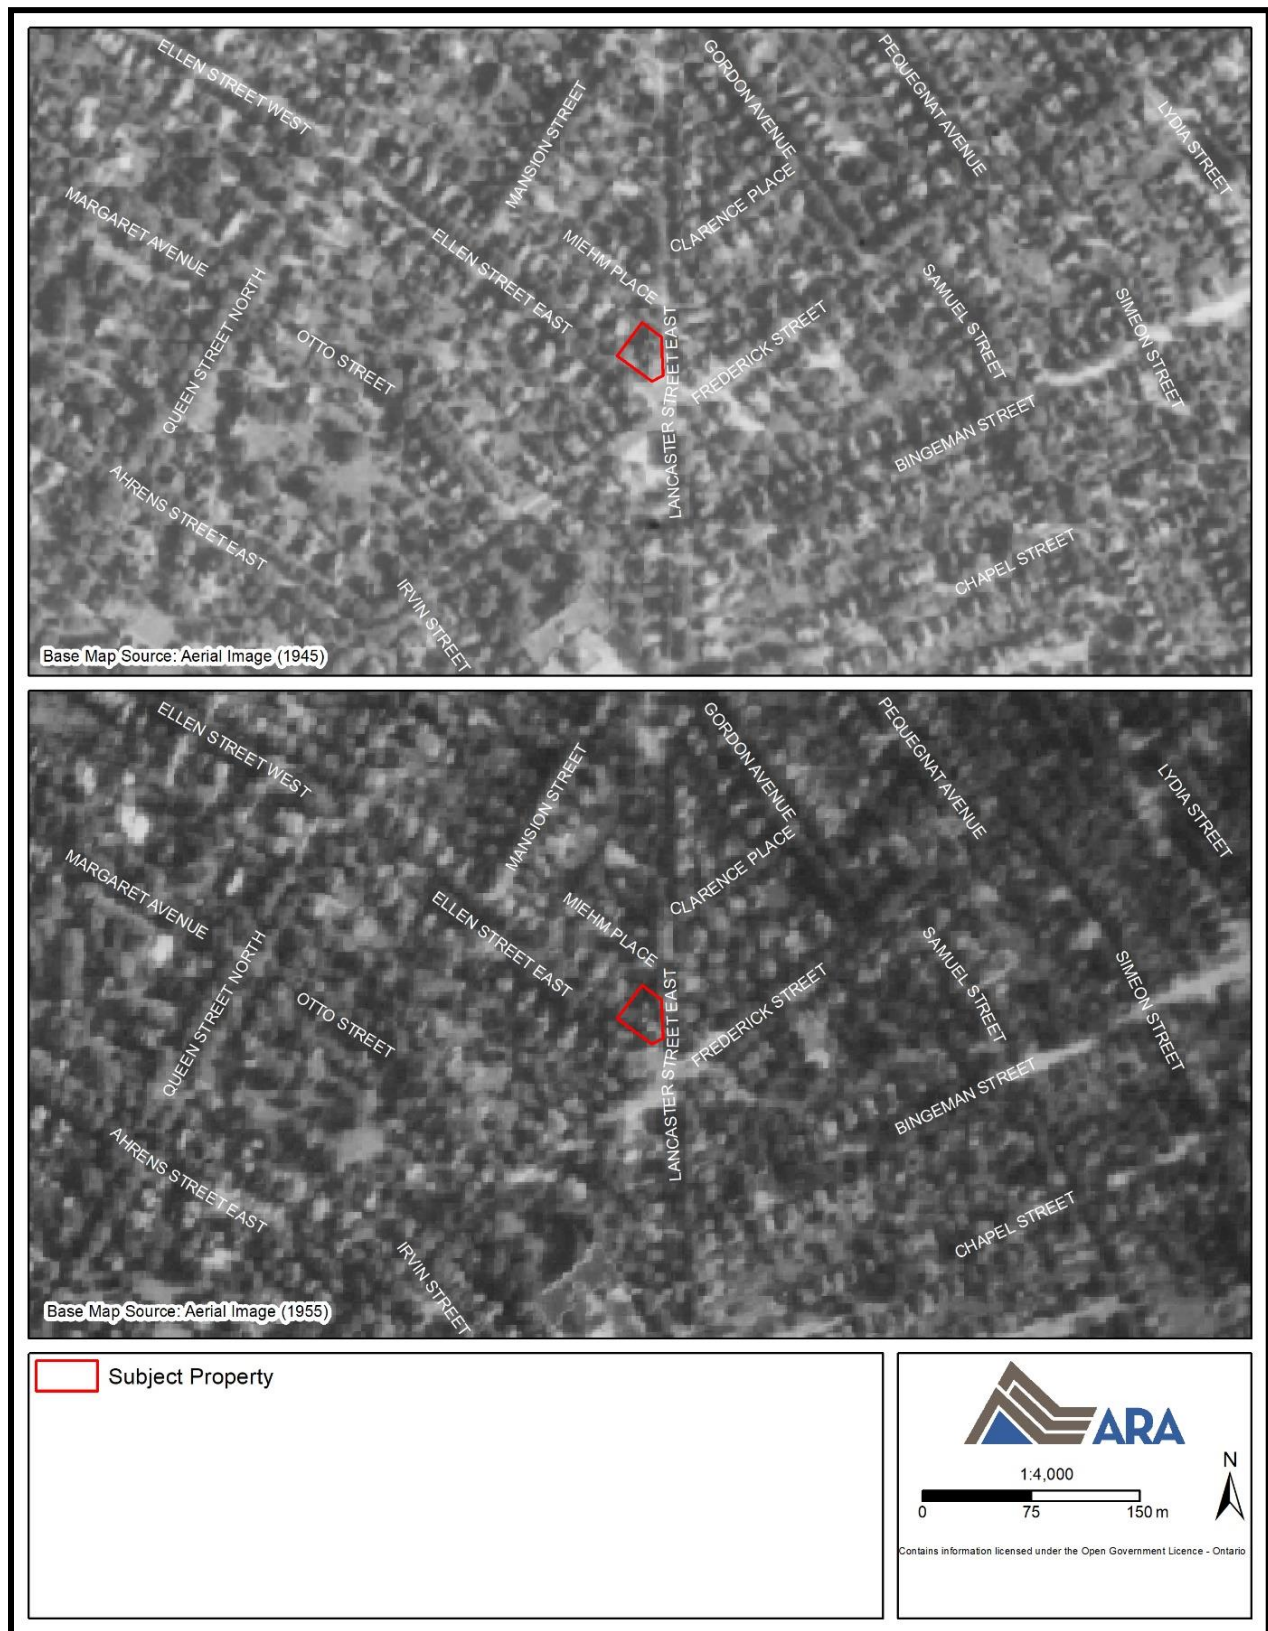 ELLEN STREET WEST
MANSION STREET
GORDON AVENUE
PEQUEGNAT AVENUE
LYDIA STREET
MARGARET AVENUE
QUEEN STREET NORTH
ELLEN STREET EAST
MIEHM PLACE
CLARENCE PLACE
OTTO STREET
LANCASTER STREET EAST
FREDERICK STREET
SAMUEL STREET
SIMEON STREET
BINGEMAN STREET
AHRENS STREET EAST
IRVIN STREET
CHAPEL STREET
Base Map Source: Aerial Image (1945)
ELLEN STREET WEST
MANSION STREET
GORDON AVENUE
PEQUEGNAT AVENUE
LYDIA STREET
MARGARET AVENUE
QUEEN STREET NORTH
ELLEN STREET EAST
MIEHM PLACE
CLARENCE PLACE
OTTO STREET
LANCASTER STREET EAST
FREDERICK STREET
SAMUEL STREET
SIMEON STREET
BINGEMAN STREET
AHRENS STREET EAST
IRVIN STREET
CHAPEL STREET
Base Map Source: Aerial Image (1955)
Subject Property
ARA
N
1:4,000
0 75 150 m
Contains information licensed under the Open Government Licence - Ontario